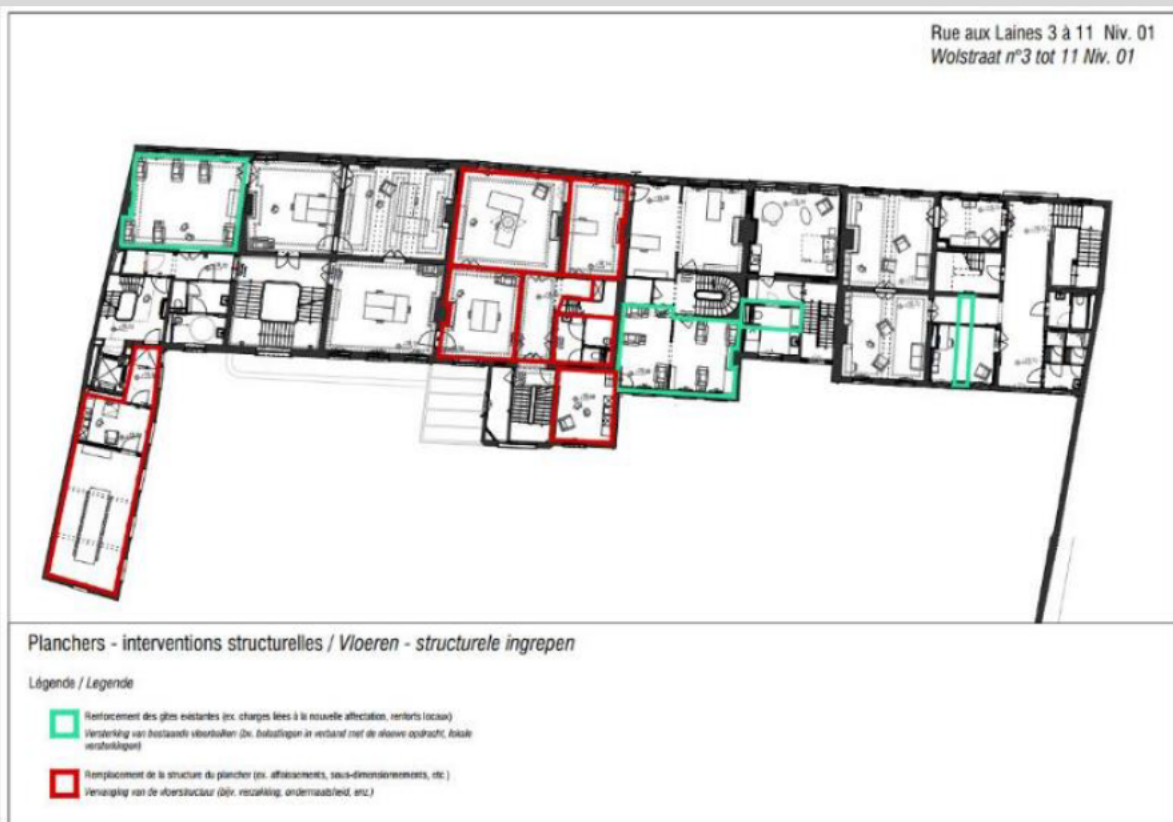 Rue aux Laines 3 à 11 Niv. 01
Wolstraat n°3 tot 11 Niv. 01
Planchers - interventions structurelles / Vloeren - structurele ingrepen
Légende / Legende
Renforcement des gîtes existantes (ex. charges liées à la nouvelle affectation, renforts locaux)
Versterking van bestaande vloerbalken (bv. belastingen in verband met de nieuwe opdracht, lokale
versterkingen)
Remplacement de la structure du plancher (ex. affaissements, sous-dimensionnements, etc.)
Vervanging van de vloerstructuur (bijv. verzakking, ondermaatsheid, enz.)